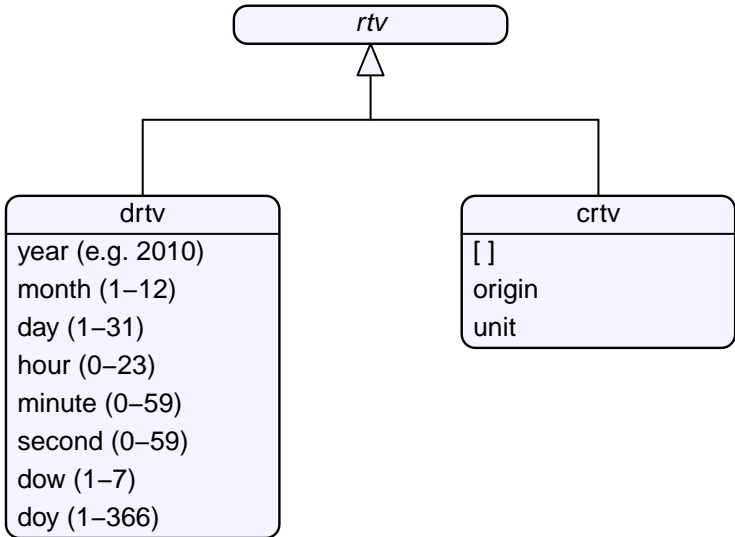 rtv
drtv
year (e.g. 2010)
month (1−12)
day (1−31)
hour (0−23)
minute (0−59)
second (0−59)
dow (1−7)
doy (1−366)
crtv
[ ]
origin
unit